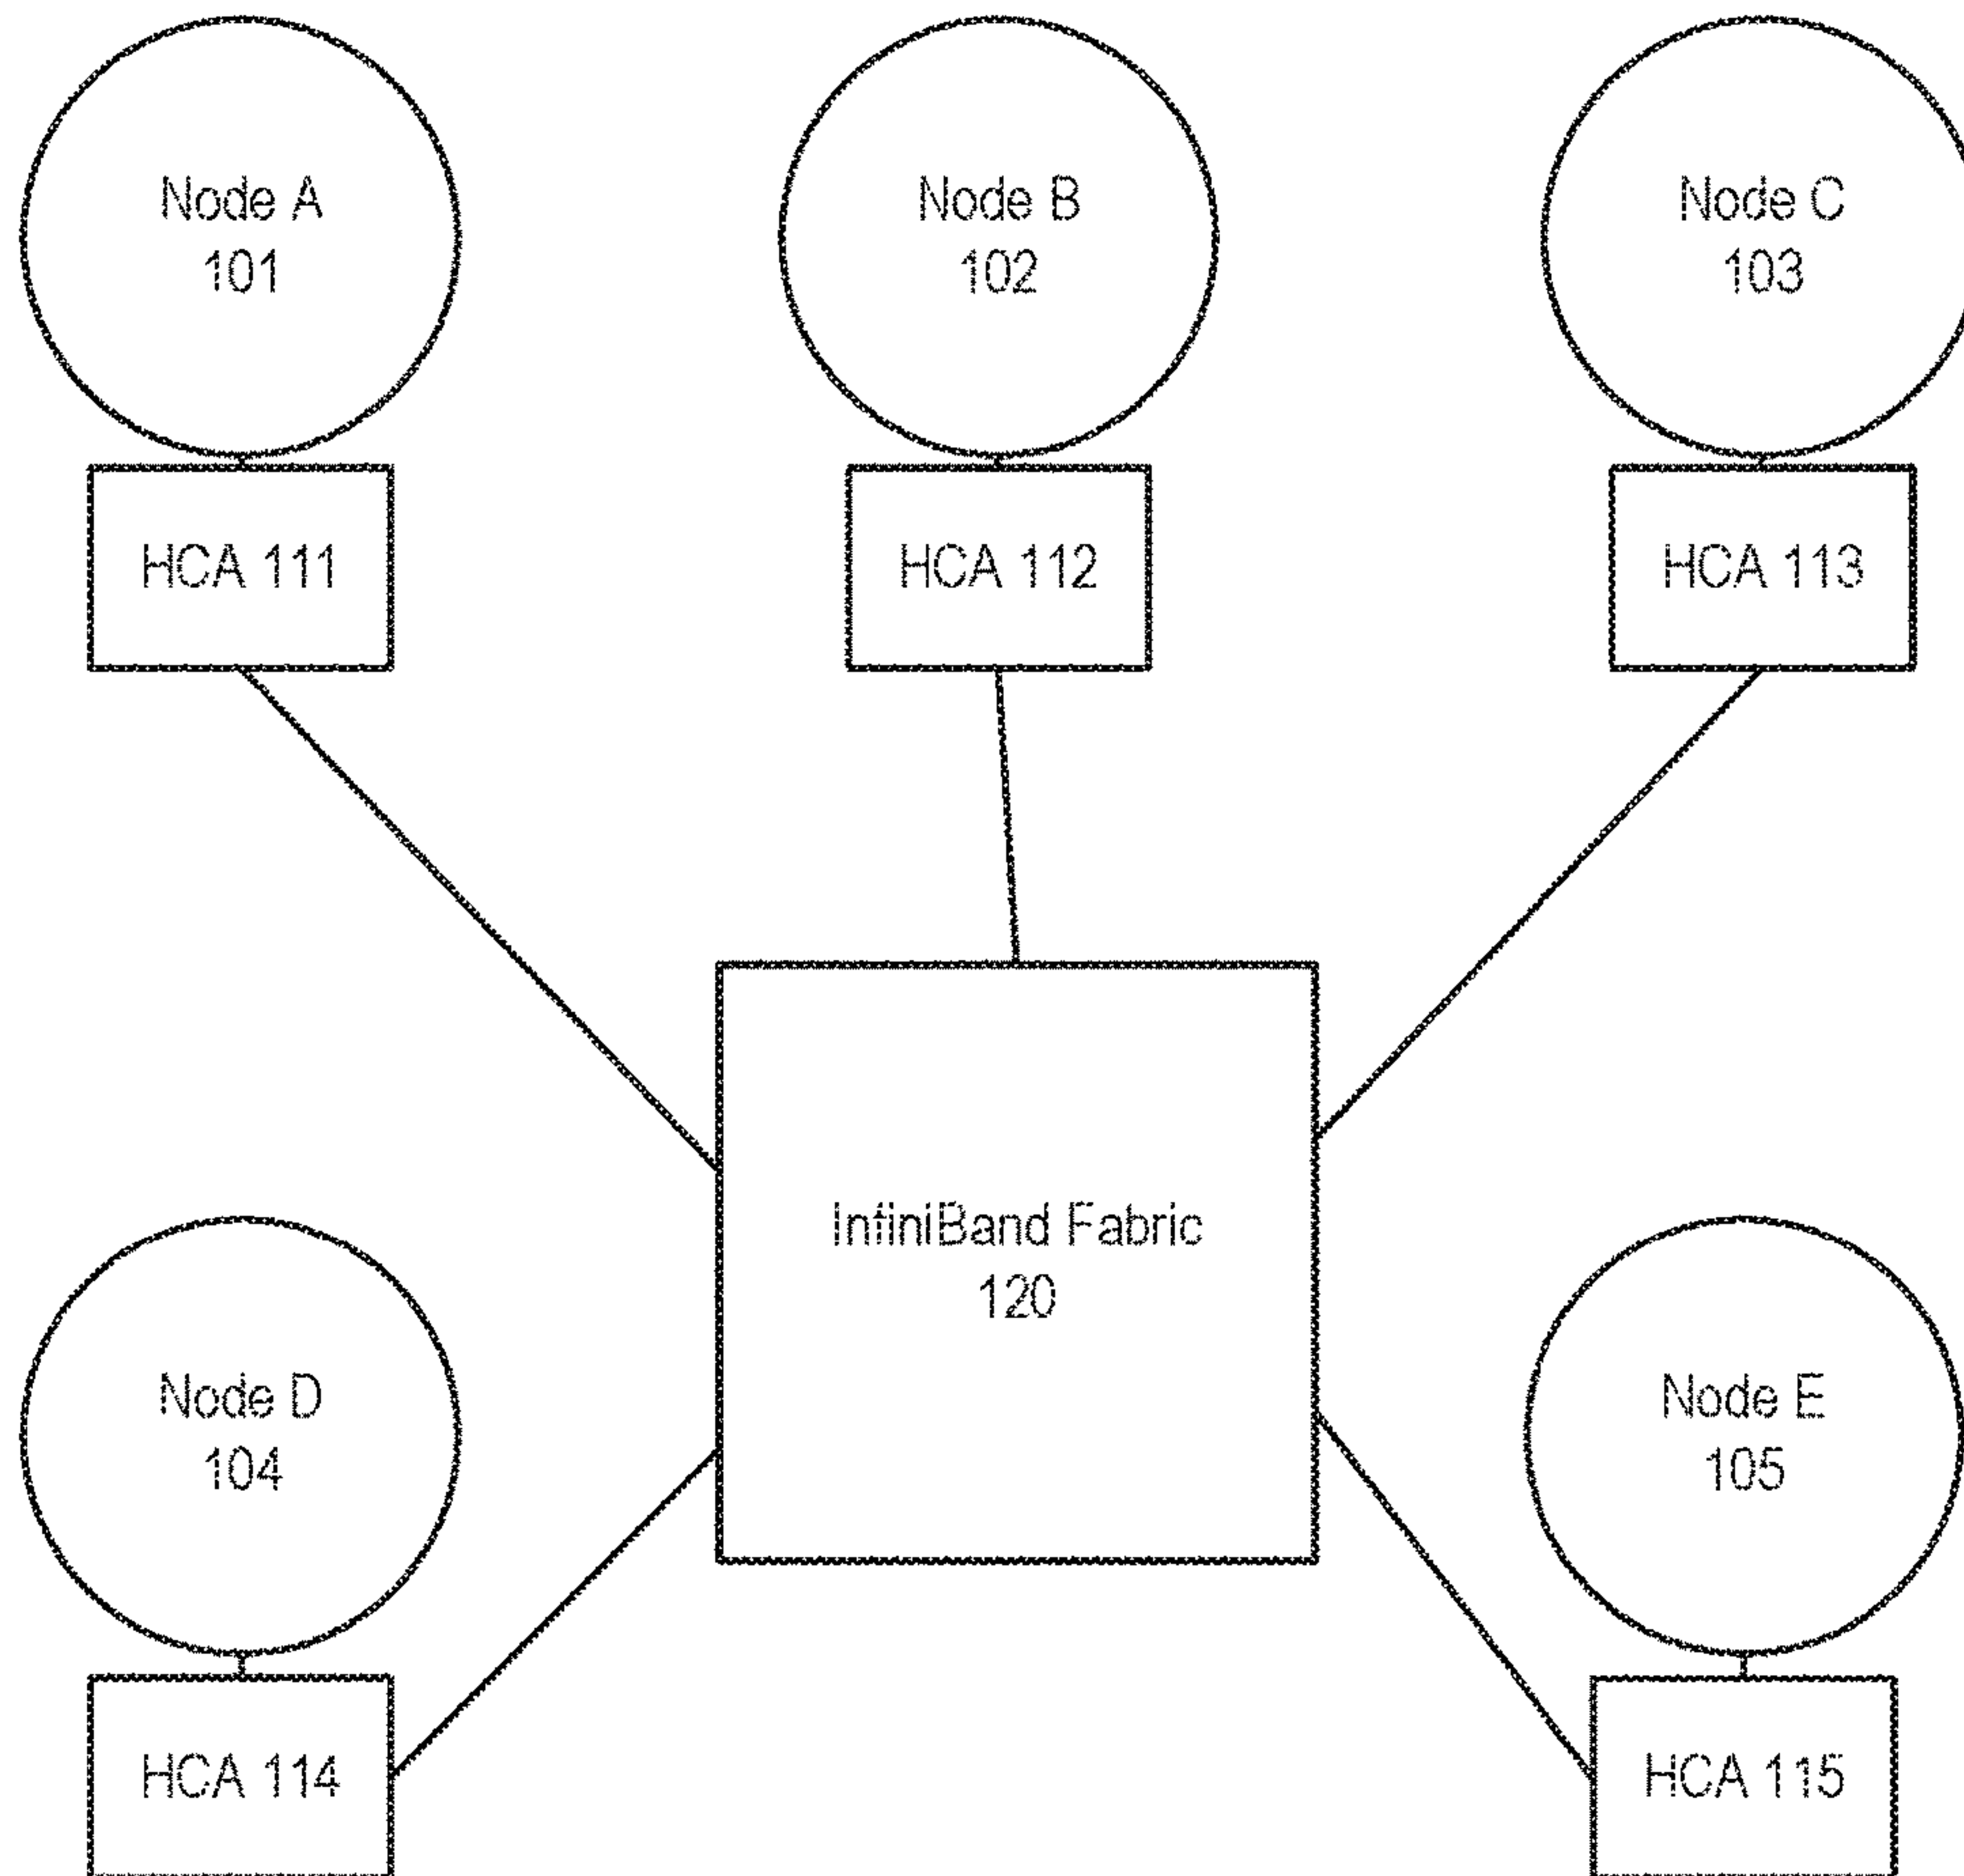 Node A
101
Node B
102
Node C
103
HCA 111
HCA 112
HCA 113
InfiniBand Fabric
120
Node D
104
Node E
105
HCA 114
HCA 115